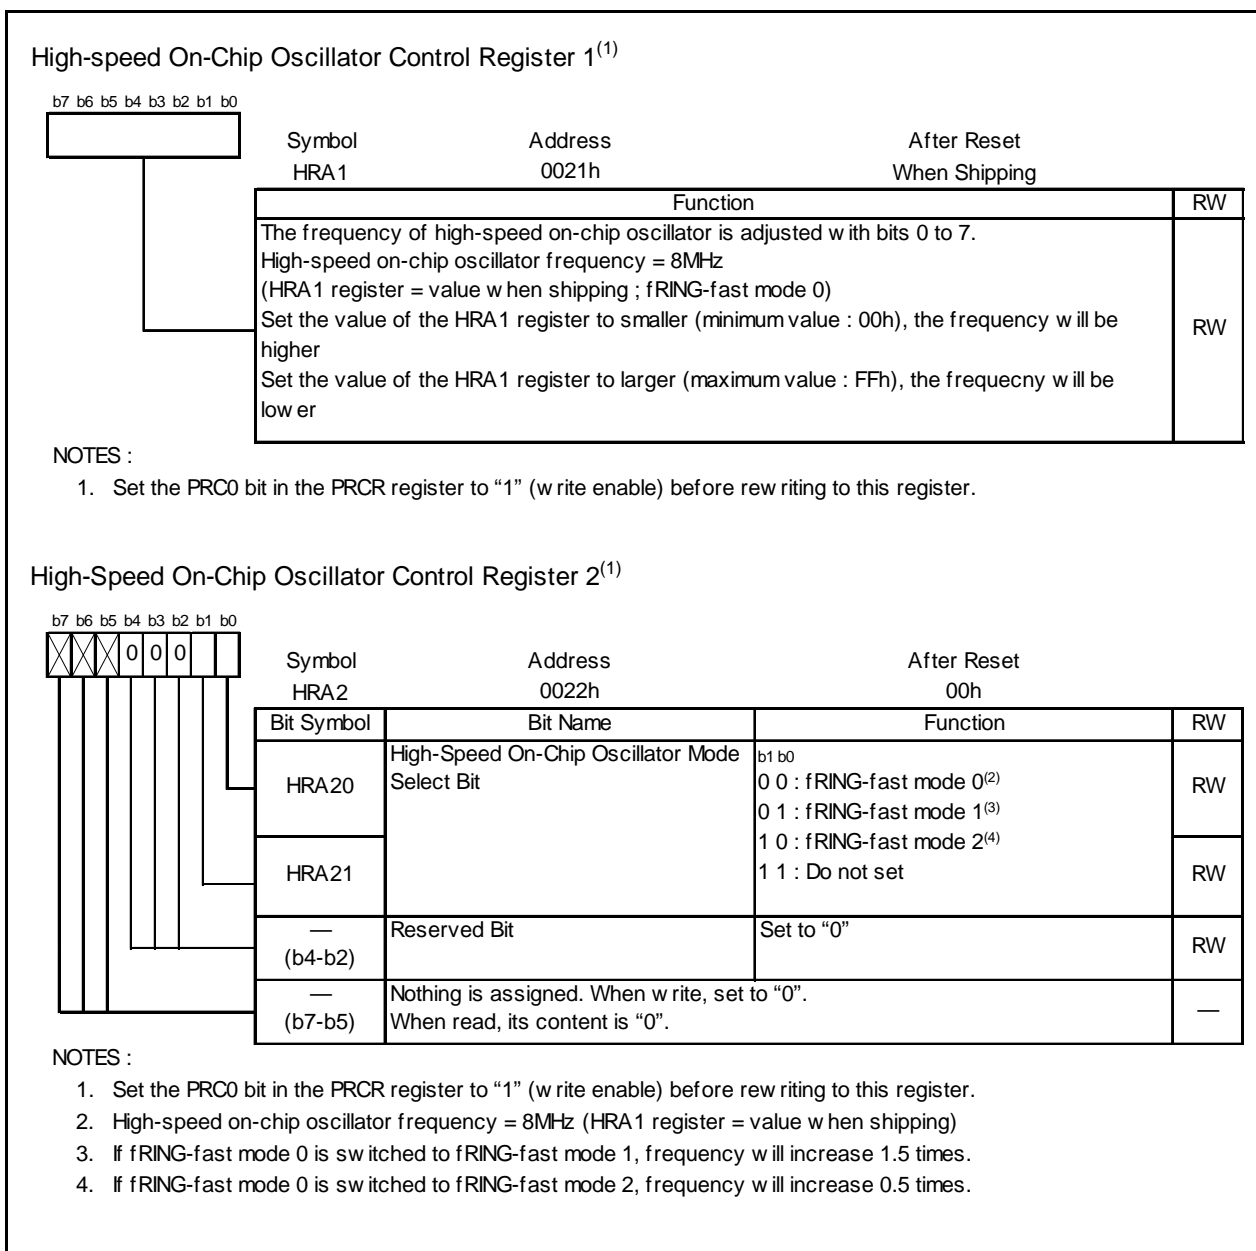 High-speed On-Chip Oscillator Control Register 1(1)
b7 b6 b5 b4 b3 b2 b1 b0
Symbol Address After Reset
HRA1 0021h When Shipping
Function RW
The frequency of high-speed on-chip oscillator is adjusted with bits 0 to 7.
High-speed on-chip oscillator frequency = 8MHz
(HRA1 register = value when shipping ; fRING-fast mode 0)
Set the value of the HRA1 register to smaller (minimum value : 00h), the frequency will be
higher
RW
Set the value of the HRA1 register to larger (maximum value : FFh), the frequecny will be
lower
NOTES :
1. Set the PRC0 bit in the PRCR register to “1” (write enable) before rewriting to this register.
High-Speed On-Chip Oscillator Control Register 2(1)
b7 b6 b5 b4 b3 b2 b1 b0
0 0 0
Symbol Address After Reset
HRA2 0022h 00h
Bit Symbol Bit Name Function RW
HRA20
High-Speed On-Chip Oscillator Mode
Select Bit
b1 b0
0 0 : fRING-fast mode 0(2)
0 1 : fRING-fast mode 1(3)
1 0 : fRING-fast mode 2(4)
1 1 : Do not set
RW
HRA21
RW
—
(b4-b2)
Reserved Bit Set to “0”
RW
—
(b7-b5)
Nothing is assigned. When write, set to “0”.
When read, its content is “0”.
—
NOTES :
1. Set the PRC0 bit in the PRCR register to “1” (write enable) before rewriting to this register.
2. High-speed on-chip oscillator frequency = 8MHz (HRA1 register = value when shipping)
3. If fRING-fast mode 0 is switched to fRING-fast mode 1, frequency will increase 1.5 times.
4. If fRING-fast mode 0 is switched to fRING-fast mode 2, frequency will increase 0.5 times.